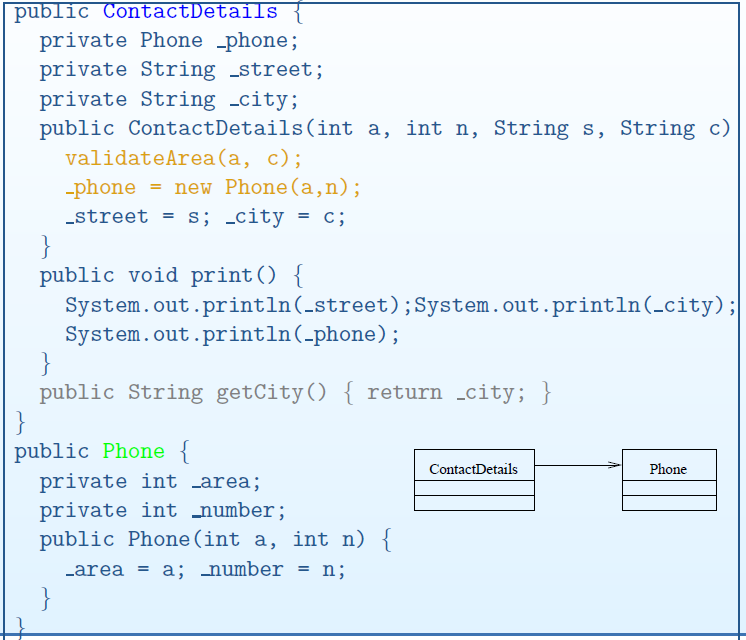 public ContactDetails {
private Phone _phone;
private String _street;
private String _city;
public ContactDetails(int a, int n, String s, String c)
validateArea(a, c);
_phone = new Phone(a,n);
_street = s; _city = c;
}
public void print() {
System.out.println(_street);System.out.println(_city);
System.out.println(_phone);
}
public String getCity() { return _city; }
}
public Phone {
private int _area;
private int _number;
public Phone(int a, int n) {
_area = a; _number = n;
}
}
ContactDetails
Phone